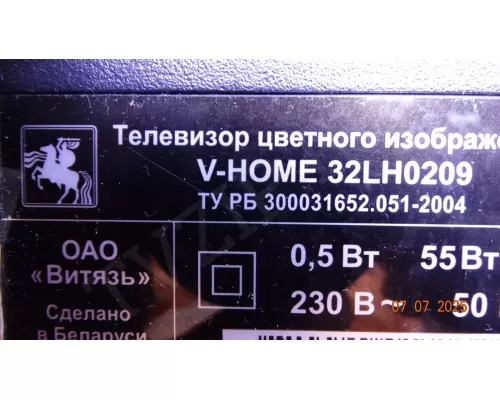 Телевизор цветного изображе
V-HOME 32LH0209
ТУ РБ 300031652.051-2004
ОАО
«Витязь»
0,5 Вт 55Вт
230 В~ 50
Сделано
в Беларуси
07 07 2025